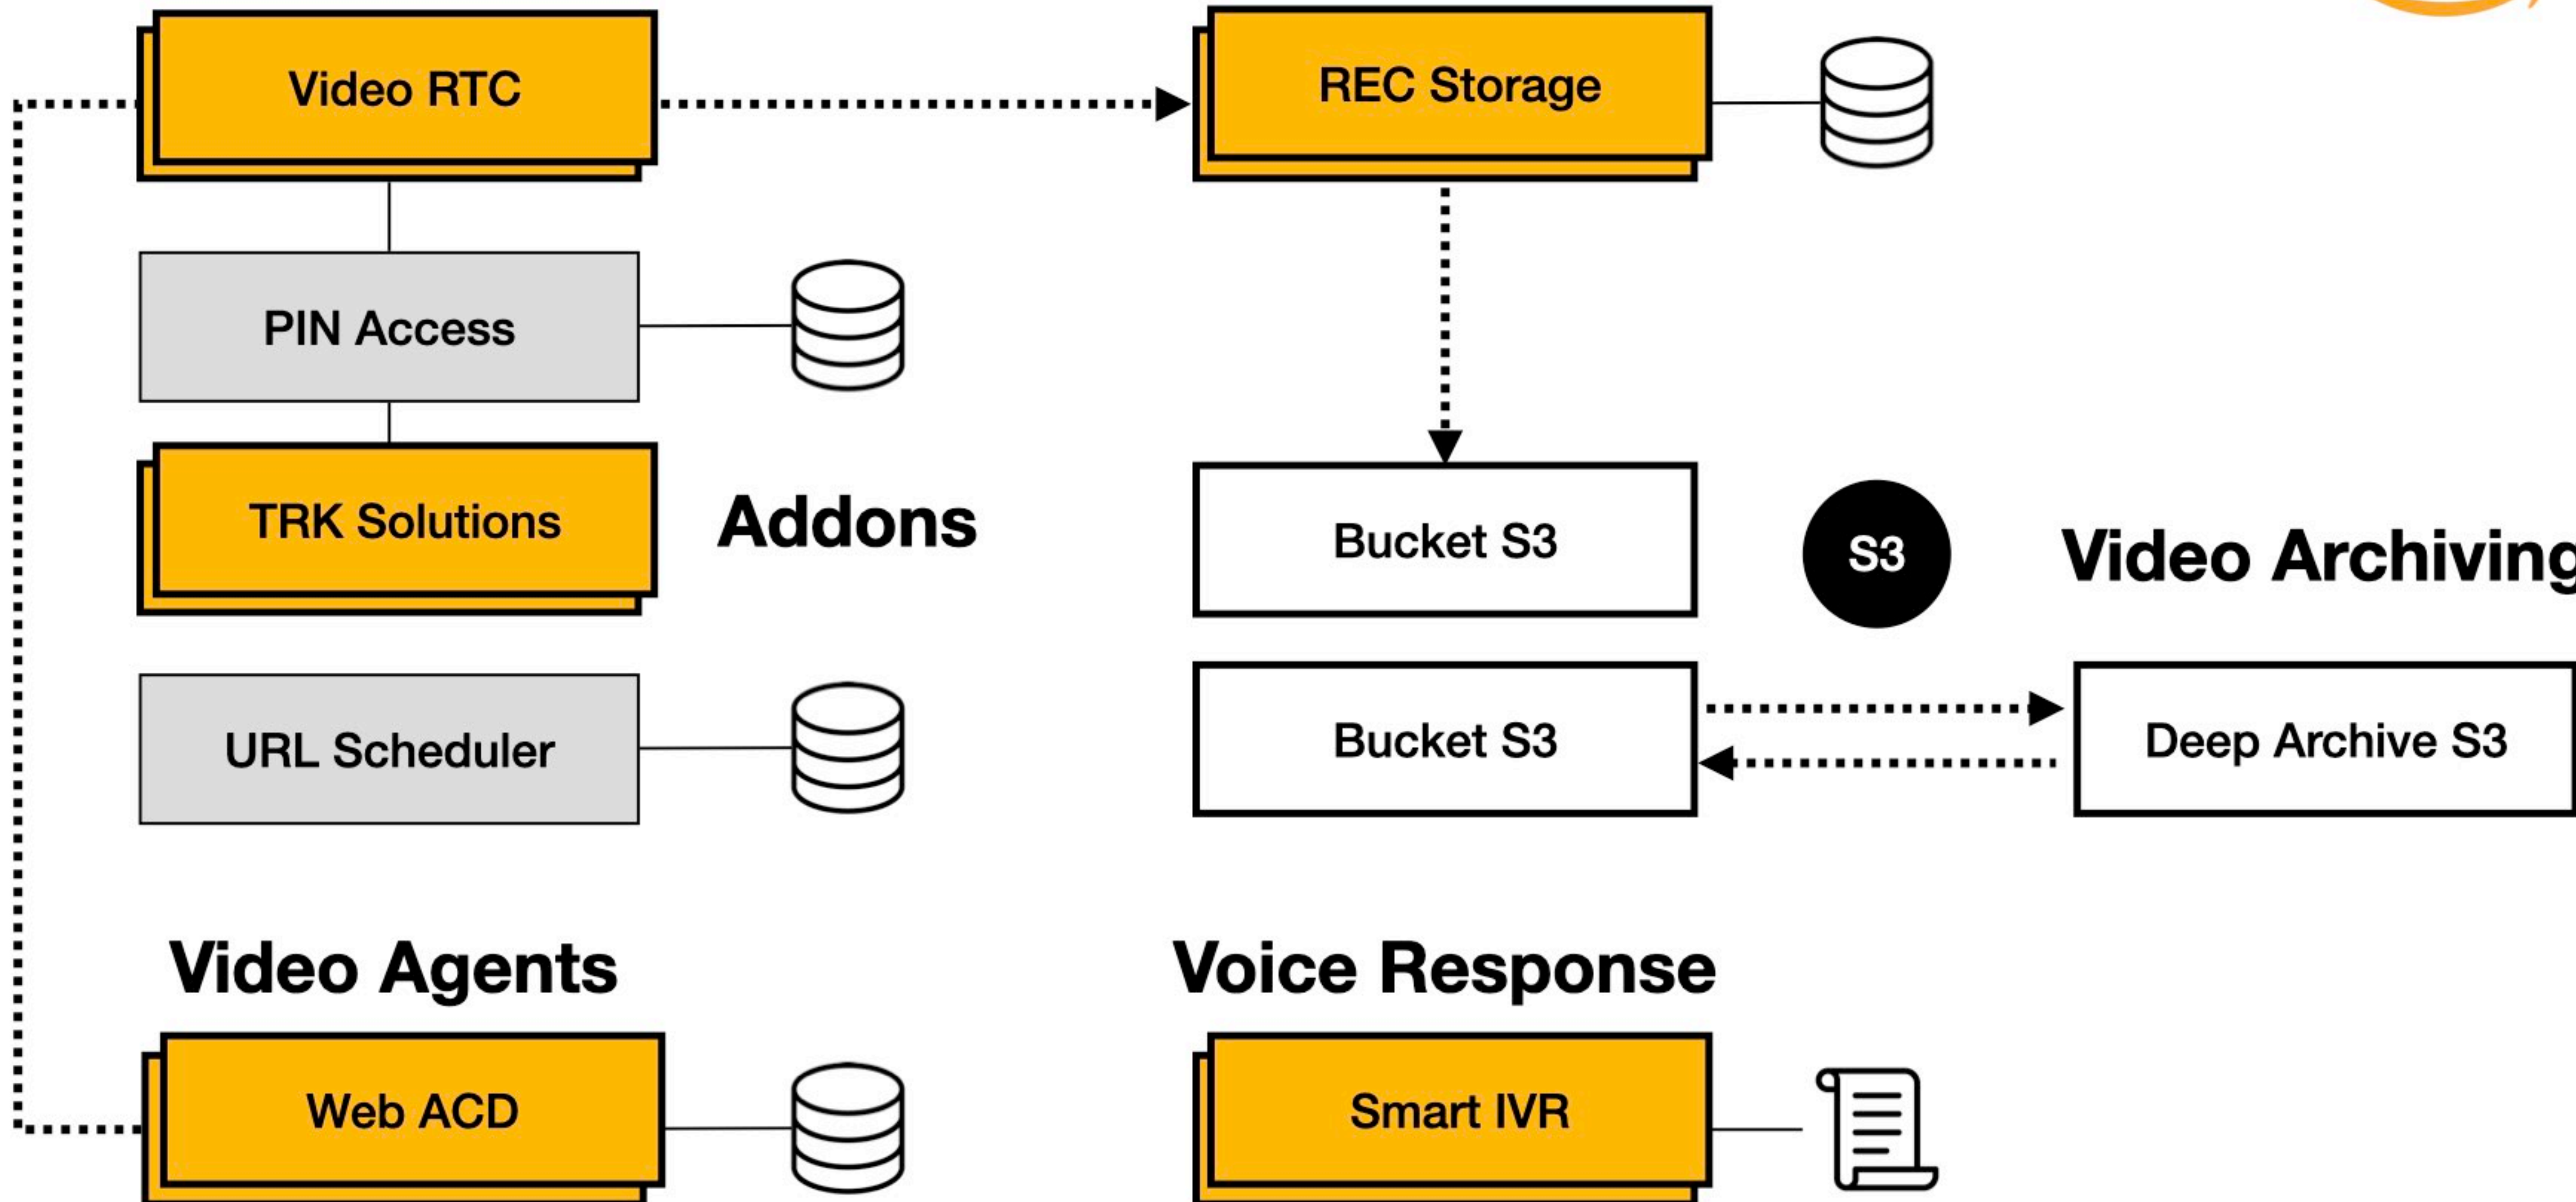 Video RTC
REC Storage
PIN Access
TRK Solutions
Addons
Bucket S3
S3
Video Archiving
URL Scheduler
Bucket S3
Deep Archive S3
Video Agents
Voice Response
Web ACD
Smart IVR